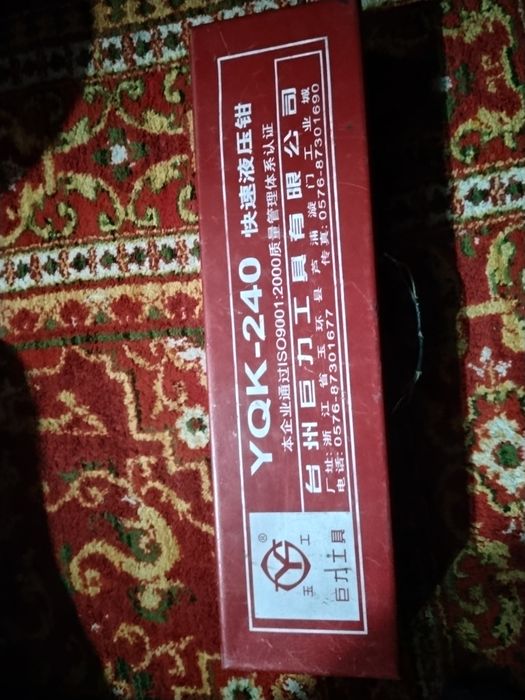 YQK-240 快速液压钳
本企业通过ISO9001:2000质量管理体系认证
台州巨力工具有限公司
厂址: 浙江省玉环县芦浦漩门工业城
电话: 0576-87301677 传真: 0576-87301690
®
玉 工
巨力工具